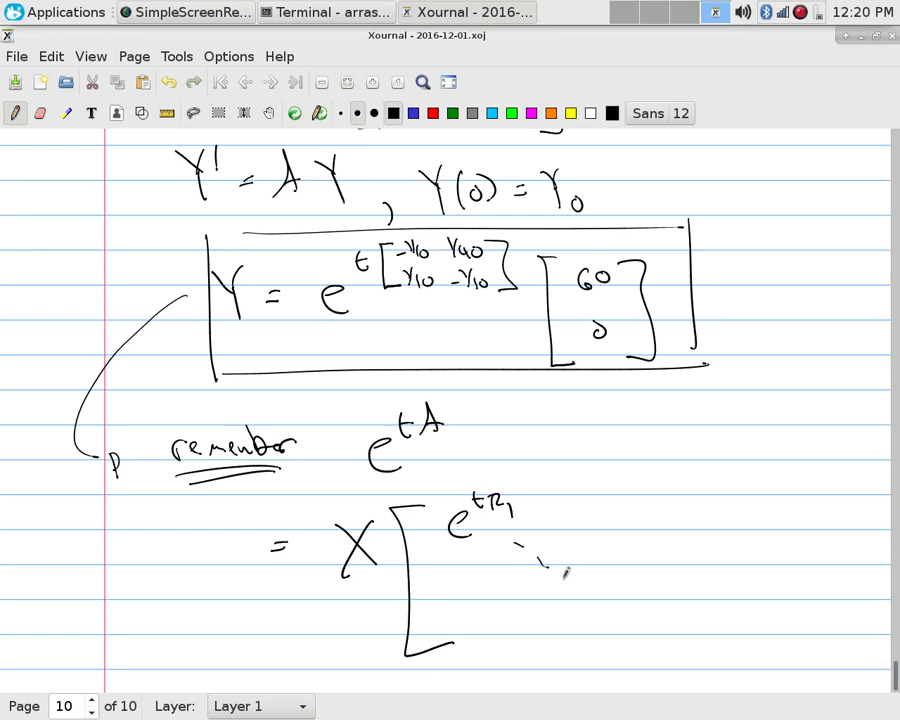 Applications SimpleScreenRe... Terminal - arras... Xournal - 2016-... 12:20 PM
Xournal - 2016-12-01.xoj
File Edit View Page Tools Options Help
Sans 12
Y' = A Y , Y(0) = Y₀
Y = e^{t [-1/10 1/40; 1/10 -1/10]} [60; 0]
remember e^{tA}
= X [ e^{tR₁}
Page 10 of 10 Layer: Layer 1